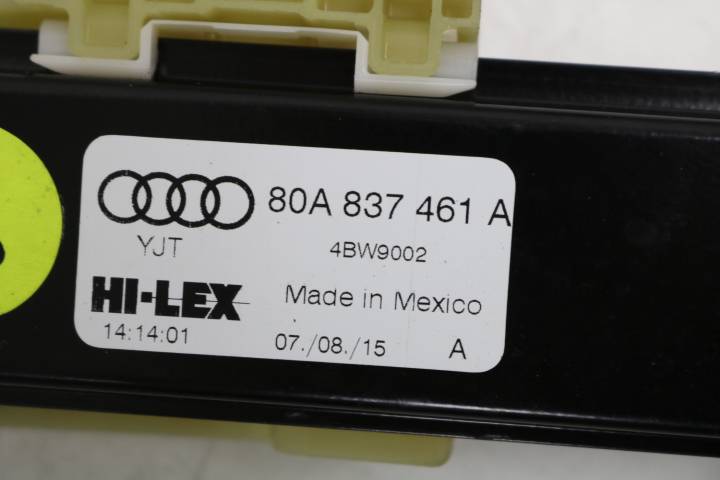 80A 837 461 A
YJT 4BW9002
HI-LEX Made in Mexico
14:14:01 07./08./15 A